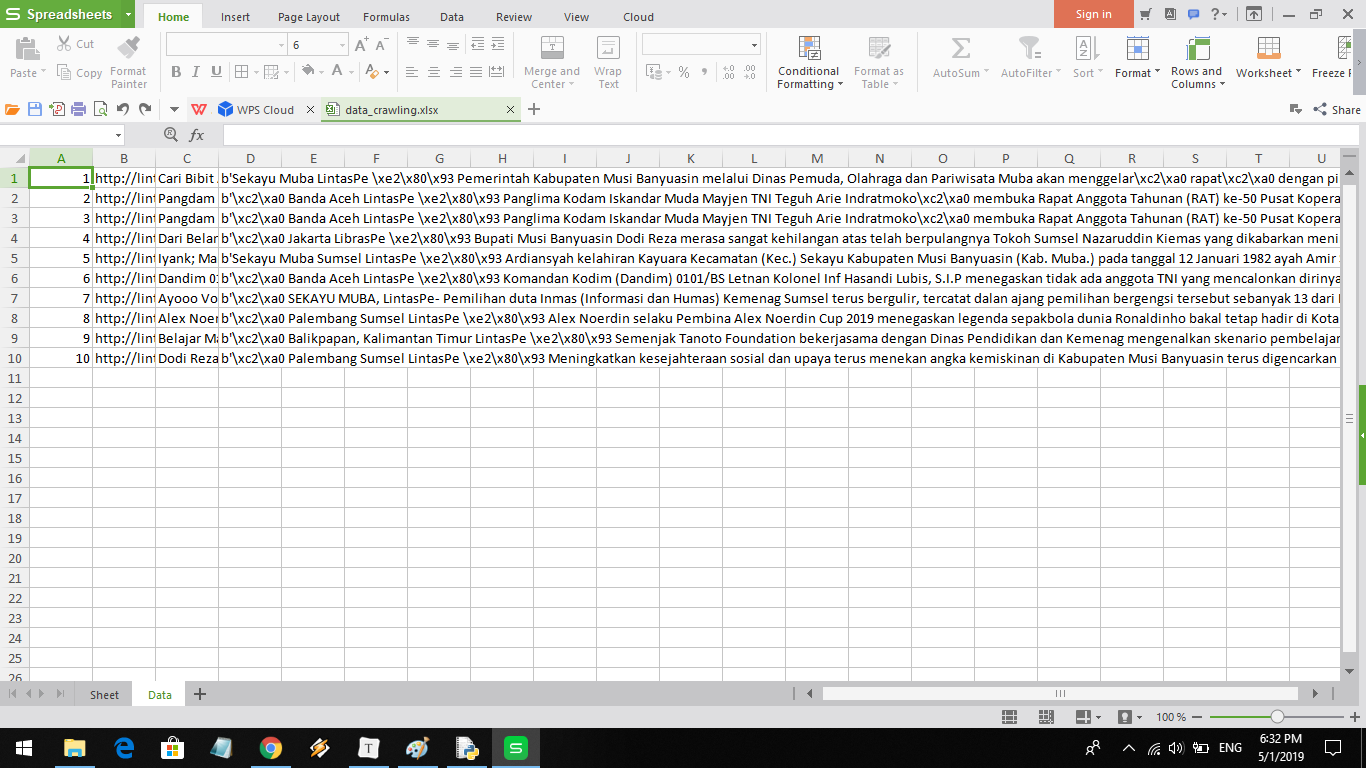 Spreadsheets Home Insert Page Layout Formulas Data Review View Cloud Sign in
Paste Cut Copy Format Painter 6 B I U A Merge and Center Wrap Text % Conditional Formatting Format as Table AutoSum AutoFilter Sort Format Rows and Columns Worksheet Freeze F
WPS Cloud data_crawling.xlsx Share
fx
A B C D E F G H I J K L M N O P Q R S T U
1 1 http://lin Cari Bibit b'Sekayu Muba LintasPe \xe2\x80\x93 Pemerintah Kabupaten Musi Banyuasin melalui Dinas Pemuda, Olahraga dan Pariwisata Muba akan menggelar\xc2\xa0 rapat\xc2\xa0 dengan pi
2 2 http://lin Pangdam b'\xc2\xa0 Banda Aceh LintasPe \xe2\x80\x93 Panglima Kodam Iskandar Muda Mayjen TNI Teguh Arie Indratmoko\xc2\xa0 membuka Rapat Anggota Tahunan (RAT) ke-50 Pusat Kopera
3 3 http://lin Pangdam b'\xc2\xa0 Banda Aceh LintasPe \xe2\x80\x93 Panglima Kodam Iskandar Muda Mayjen TNI Teguh Arie Indratmoko\xc2\xa0 membuka Rapat Anggota Tahunan (RAT) ke-50 Pusat Kopera
4 4 http://lin Dari Belar b'\xc2\xa0 Jakarta LibrasPe \xe2\x80\x93 Bupati Musi Banyuasin Dodi Reza merasa sangat kehilangan atas telah berpulangnya Tokoh Sumsel Nazaruddin Kiemas yang dikabarkan meni
5 5 http://lin Iyank; Ma b'Sekayu Muba Sumsel LintasPe \xe2\x80\x93 Ardiansyah kelahiran Kayuara Kecamatan (Kec.) Sekayu Kabupaten Musi Banyuasin (Kab. Muba.) pada tanggal 12 Januari 1982 ayah Amir
6 6 http://lin Dandim 0 b'\xc2\xa0 Banda Aceh LintasPe \xe2\x80\x93 Komandan Kodim (Dandim) 0101/BS Letnan Kolonel Inf Hasandi Lubis, S.I.P menegaskan tidak ada anggota TNI yang mencalonkan dirinya
7 7 http://lin Ayooo Vo b'\xc2\xa0 SEKAYU MUBA, LintasPe- Pemilihan duta Inmas (Informasi dan Humas) Kemenag Sumsel terus bergulir, tercatat dalan ajang pemilihan bergengsi tersebut sebanyak 13 dari
8 8 http://lin Alex Noer b'\xc2\xa0 Palembang Sumsel LintasPe \xe2\x80\x93 Alex Noerdin selaku Pembina Alex Noerdin Cup 2019 menegaskan legenda sepakbola dunia Ronaldinho bakal tetap hadir di Kota
9 9 http://lin Belajar M b'\xc2\xa0 Balikpapan, Kalimantan Timur LintasPe \xe2\x80\x93 Semenjak Tanoto Foundation bekerjasama dengan Dinas Pendidikan dan Kemenag mengenalkan skenario pembelajar
10 10 http://lin Dodi Reza b'\xc2\xa0 Palembang Sumsel LintasPe \xe2\x80\x93 Meningkatkan kesejahteraan sosial dan upaya terus menekan angka kemiskinan di Kabupaten Musi Banyuasin terus digencarkan
11
12
13
14
15
16
17
18
19
20
21
22
23
24
25
26
Sheet Data
100 %
ENG 6:32 PM
5/1/2019